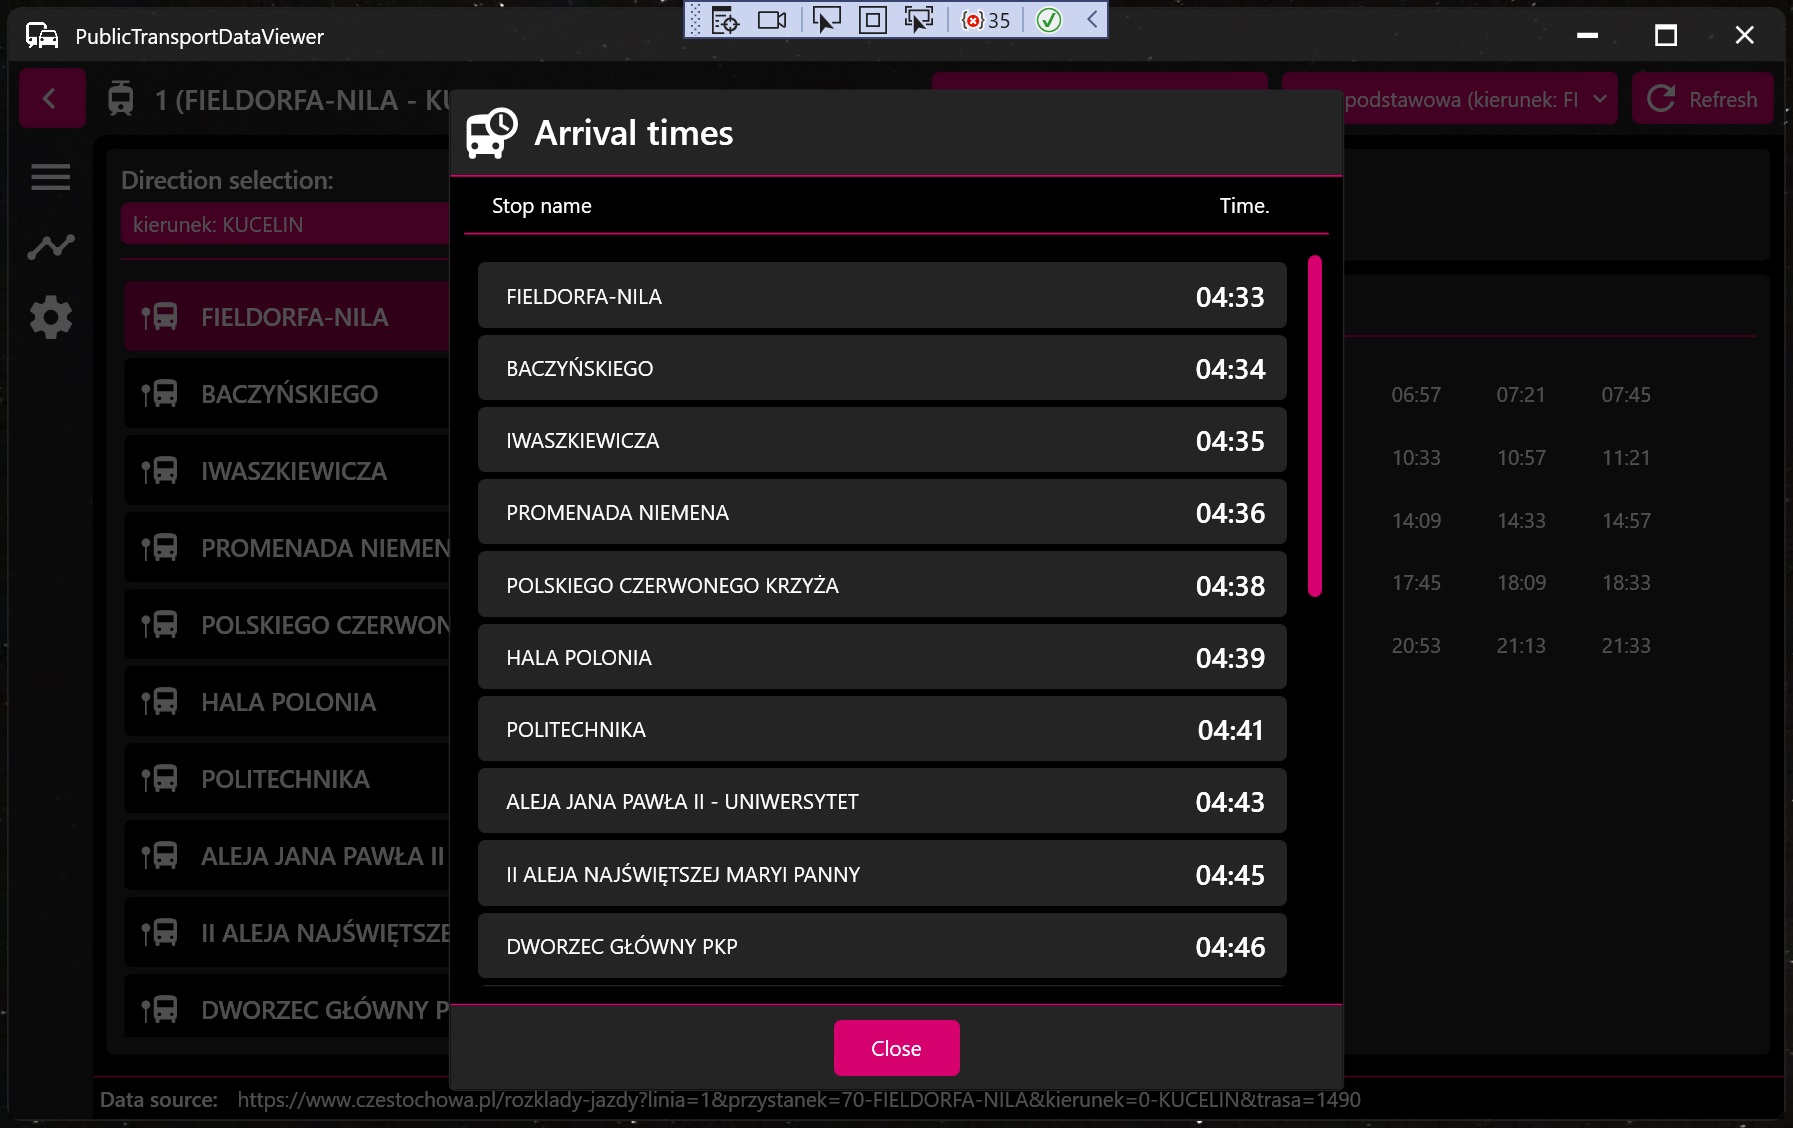 35
PublicTransportDataViewer
1 (FIELDORFA-NILA - KU
podstawowa (kierunek: FI
Refresh
Direction selection:
kierunek: KUCELIN
FIELDORFA-NILA
BACZYŃSKIEGO
IWASZKIEWICZA
PROMENADA NIEMEN
POLSKIEGO CZERWON
HALA POLONIA
POLITECHNIKA
ALEJA JANA PAWŁA II
II ALEJA NAJŚWIĘTSZE
DWORZEC GŁÓWNY P
Arrival times
Stop name Time.
FIELDORFA-NILA 04:33
BACZYŃSKIEGO 04:34
IWASZKIEWICZA 04:35
PROMENADA NIEMENA 04:36
POLSKIEGO CZERWONEGO KRZYŻA 04:38
HALA POLONIA 04:39
POLITECHNIKA 04:41
ALEJA JANA PAWŁA II - UNIWERSYTET 04:43
II ALEJA NAJŚWIĘTSZEJ MARYI PANNY 04:45
DWORZEC GŁÓWNY PKP 04:46
Close
06:57 07:21 07:45
10:33 10:57 11:21
14:09 14:33 14:57
17:45 18:09 18:33
20:53 21:13 21:33
Data source: https://www.czestochowa.pl/rozklady-jazdy?linia=1&przystanek=70-FIELDORFA-NILA&kierunek=0-KUCELIN&trasa=1490